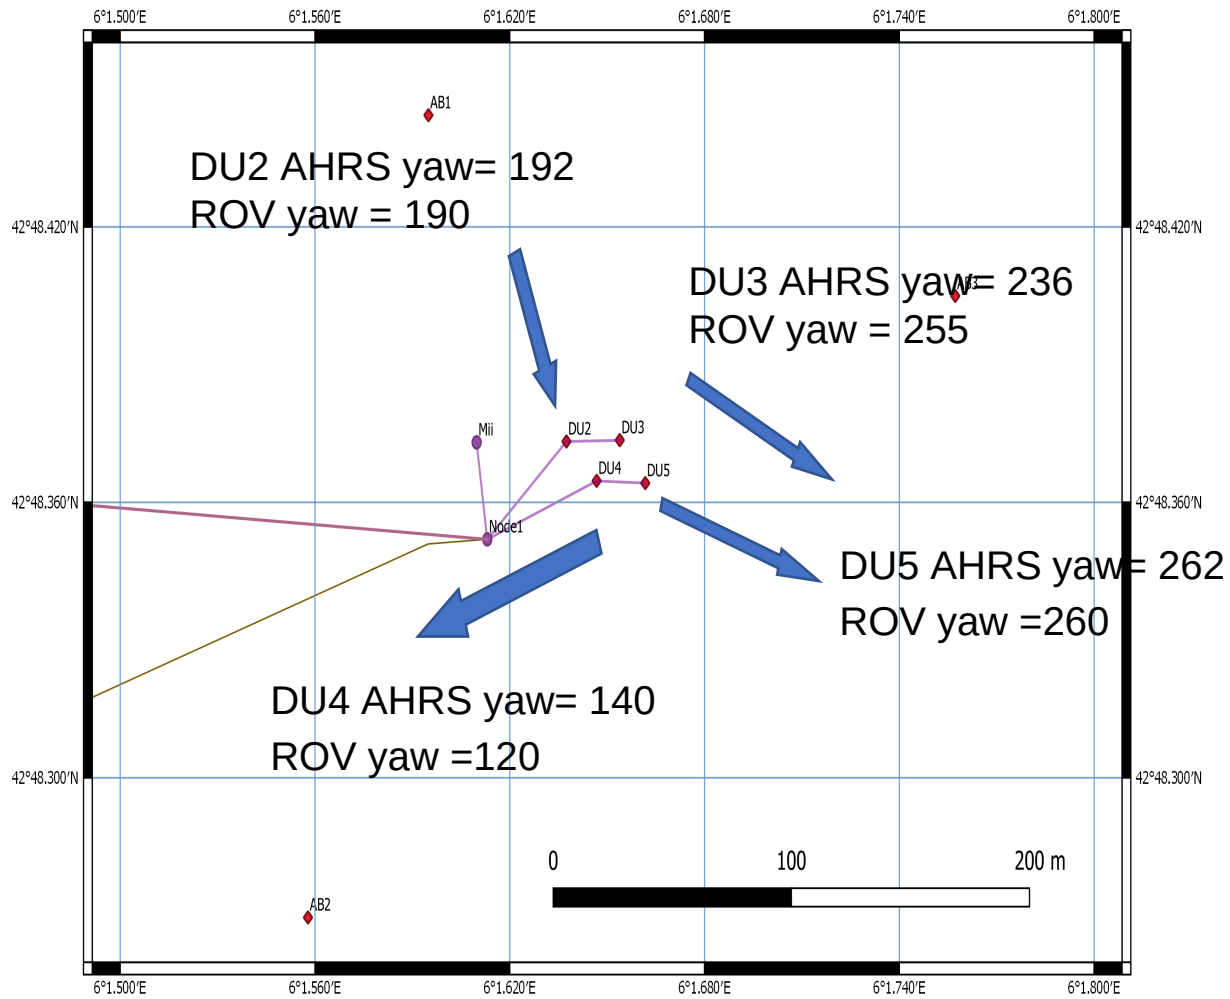 6°1.500′E 6°1.560′E 6°1.620′E 6°1.680′E 6°1.740′E 6°1.800′E
AB1
DU2 AHRS yaw= 192
ROV yaw = 190
42°48.420′N 42°48.420′N
DU3 AHRS yaw= 236
AB3
ROV yaw = 255
Mii DU2 DU3
DU4 DU5
42°48.360′N 42°48.360′N
Noce1
DU5 AHRS yaw= 262
ROV yaw =260
DU4 AHRS yaw= 140
ROV yaw =120
42°48.300′N 42°48.300′N
0 100 200 m
AB2
6°1.500′E 6°1.560′E 6°1.620′E 6°1.680′E 6°1.740′E 6°1.800′E